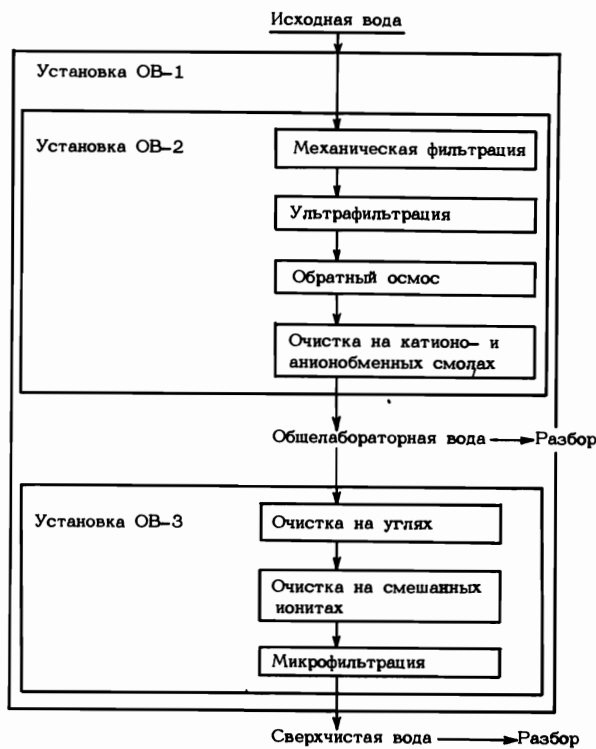 Исходная вода
Установка ОВ–1
Установка ОВ–2
Механическая фильтрация
Ультрафильтрация
Обратный осмос
Очистка на катионо– и
анионобменных смолах
Общелабораторная вода → Разбор
Установка ОВ–3
Очистка на углях
Очистка на смешанных
ионитах
Микрофильтрация
Сверхчистая вода → Разбор